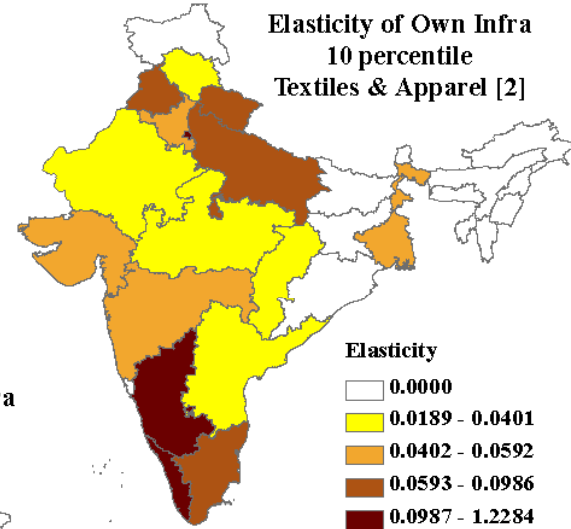 Elasticity of Own Infra
10 percentile
Textiles & Apparel [2]
Elasticity
0.0000
0.0189 - 0.0401
0.0402 - 0.0592
0.0593 - 0.0986
0.0987 - 1.2284